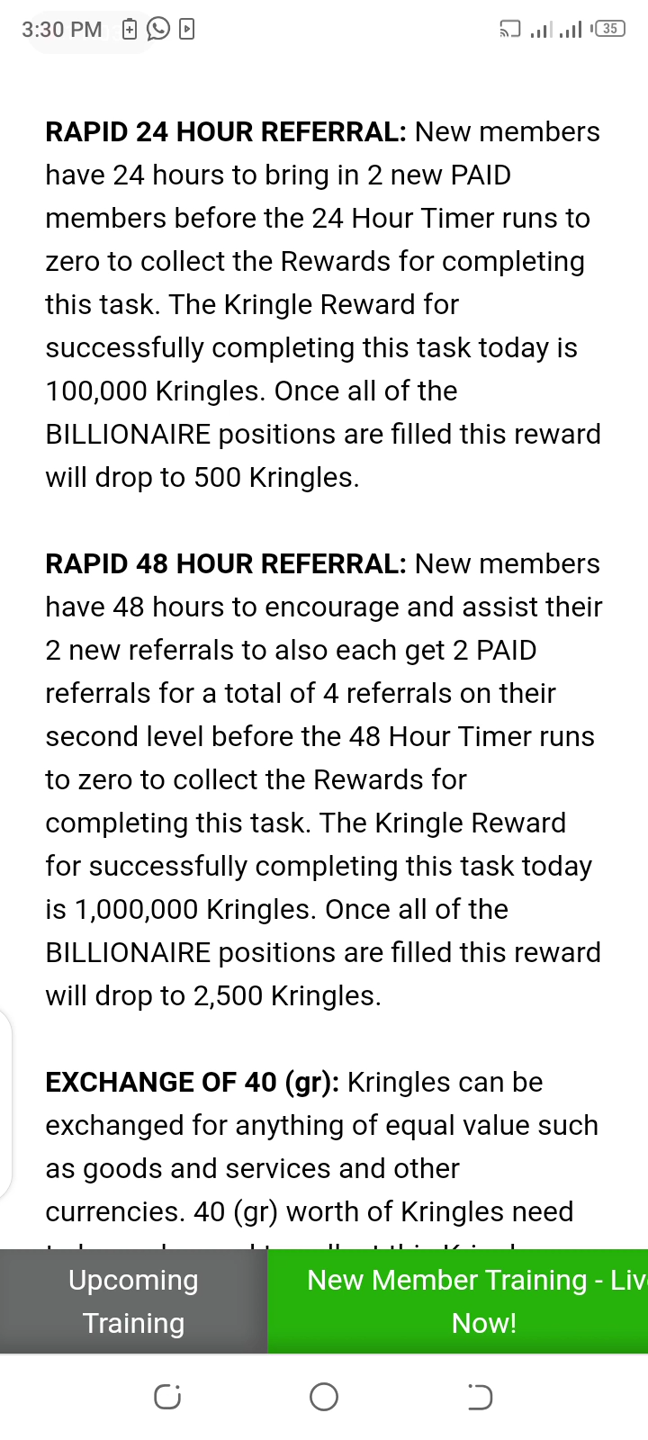 3:30 PM
35
RAPID 24 HOUR REFERRAL: New members
have 24 hours to bring in 2 new PAID
members before the 24 Hour Timer runs to
zero to collect the Rewards for completing
this task. The Kringle Reward for
successfully completing this task today is
100,000 Kringles. Once all of the
BILLIONAIRE positions are filled this reward
will drop to 500 Kringles.
RAPID 48 HOUR REFERRAL: New members
have 48 hours to encourage and assist their
2 new referrals to also each get 2 PAID
referrals for a total of 4 referrals on their
second level before the 48 Hour Timer runs
to zero to collect the Rewards for
completing this task. The Kringle Reward
for successfully completing this task today
is 1,000,000 Kringles. Once all of the
BILLIONAIRE positions are filled this reward
will drop to 2,500 Kringles.
EXCHANGE OF 40 (gr): Kringles can be
exchanged for anything of equal value such
as goods and services and other
currencies. 40 (gr) worth of Kringles need
Upcoming
Training
New Member Training - Liv
Now!